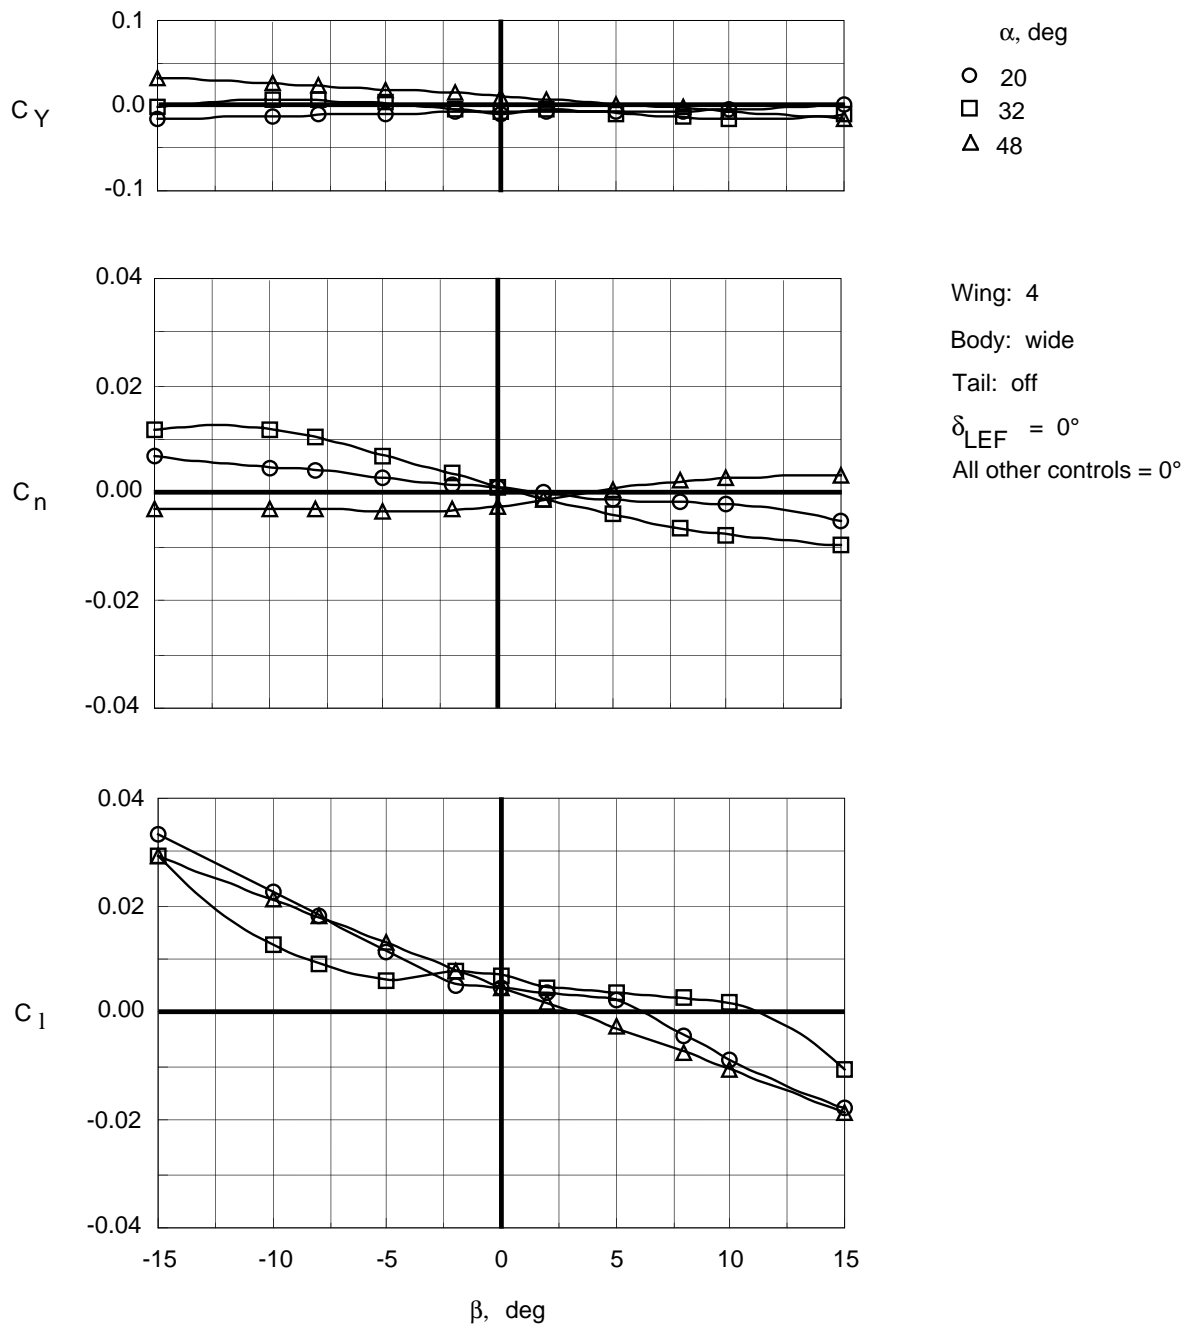 0.1
0.0
-0.1
C Y
α, deg
20
32
48
0.04
0.02
0.00
-0.02
-0.04
C n
Wing: 4
Body: wide
Tail: off
δLEF = 0°
All other controls = 0°
0.04
0.02
0.00
-0.02
-0.04
C l
-15 -10 -5 0 5 10 15
β, deg